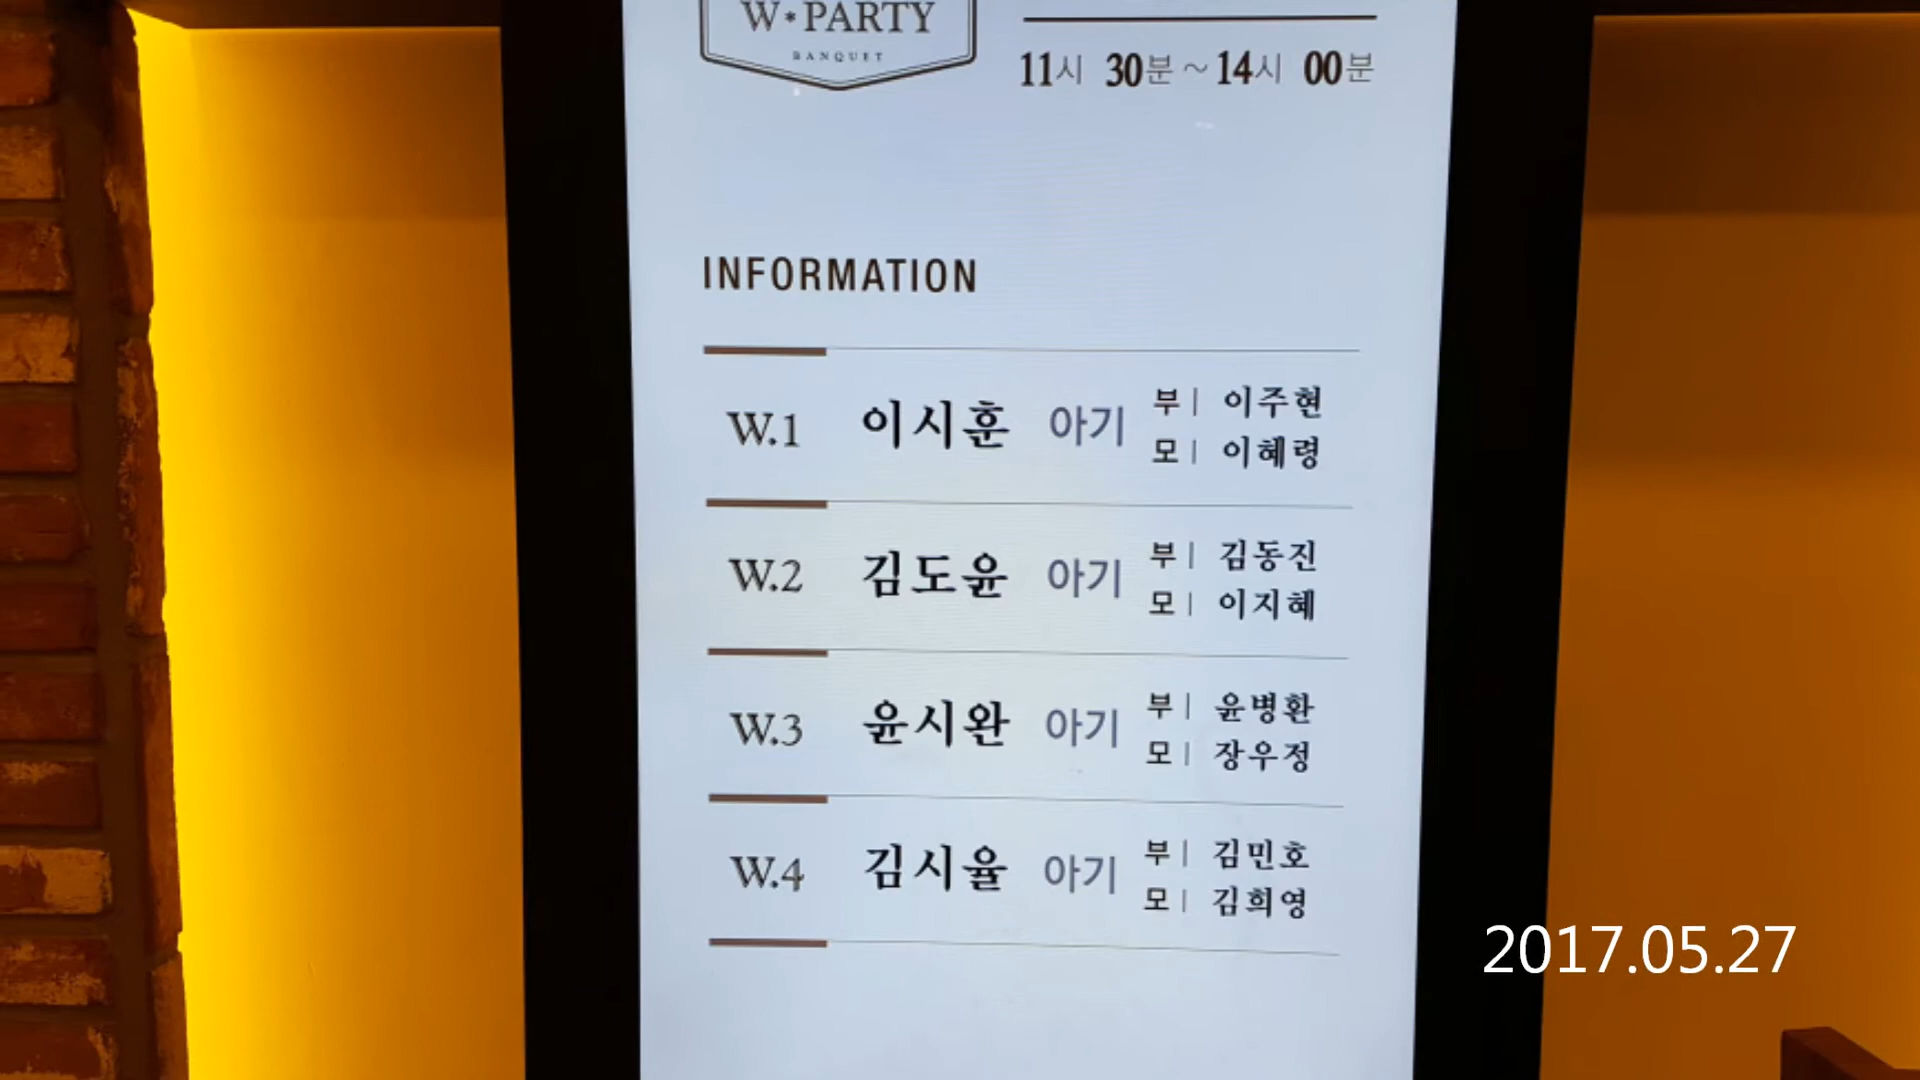 W*PARTY
BANQUET
11시 30분 ~ 14시 00분
INFORMATION
W.1 이시훈 아기 부 | 이주현
모 | 이혜령
W.2 김도윤 아기 부 | 김동진
모 | 이지혜
W.3 윤시완 아기 부 | 윤병환
모 | 장우정
W.4 김시율 아기 부 | 김민호
모 | 김희영
2017.05.27